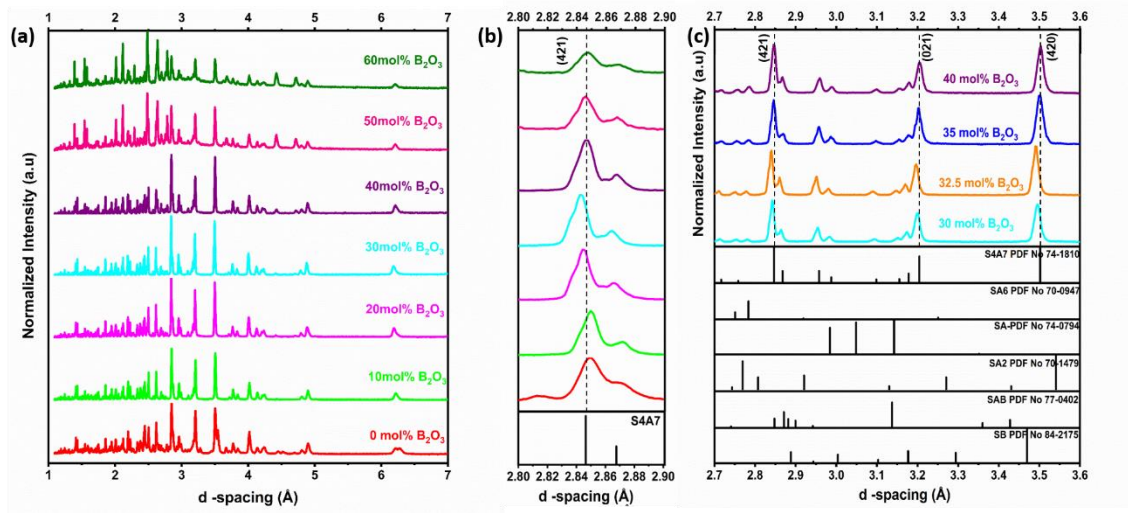 (a)
1 2 3 4 5 6 7
60mol% B₂O₃
50mol% B₂O₃
40mol% B₂O₃
30mol% B₂O₃
20mol% B₂O₃
10mol% B₂O₃
0 mol% B₂O₃
Normalized Intensity (a.u)
1 2 3 4 5 6 7
d -spacing (Å)
(b)
2.80 2.82 2.84 2.86 2.88 2.90
(421)
S4A7
2.80 2.82 2.84 2.86 2.88 2.90
d -spacing (Å)
(c)
2.7 2.8 2.9 3.0 3.1 3.2 3.3 3.4 3.5 3.6
(421)
(021)
(420)
40 mol% B₂O₃
35 mol% B₂O₃
32.5 mol% B₂O₃
30 mol% B₂O₃
Normalized Intensity (a.u)
S4A7 PDF No 74-1810
SA6 PDF No 70-0947
SA-PDF No 74-0794
SA2 PDF No 70-1479
SAB PDF No 77-0402
SB PDF No 84-2175
2.7 2.8 2.9 3.0 3.1 3.2 3.3 3.4 3.5 3.6
d -spacing (Å)